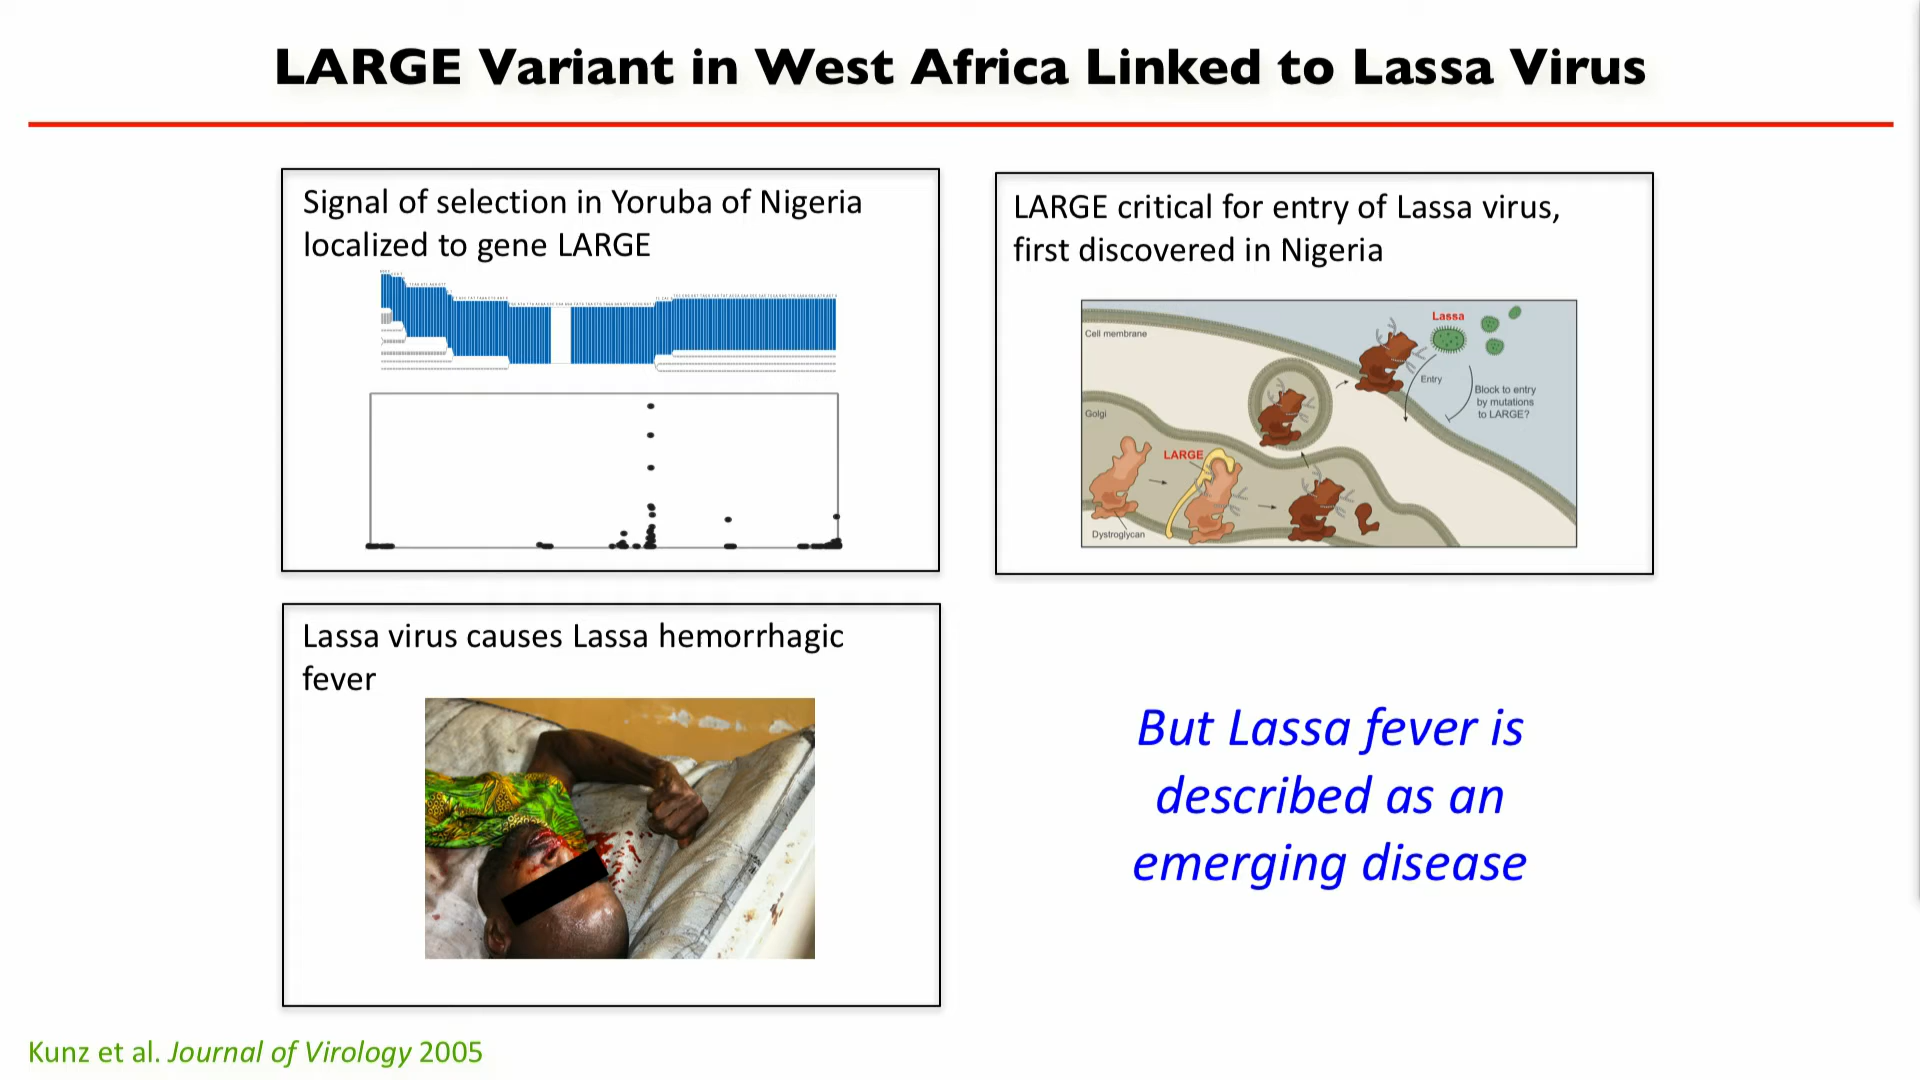 LARGE Variant in West Africa Linked to Lassa Virus
Signal of selection in Yoruba of Nigeria
localized to gene LARGE
LARGE critical for entry of Lassa virus,
first discovered in Nigeria
Lassa
Cell membrane
Entry
Block to entry
by mutations
to LARGE?
Golgi
LARGE
Dystroglycan
Lassa virus causes Lassa hemorrhagic
fever
But Lassa fever is
described as an
emerging disease
Kunz et al. Journal of Virology 2005